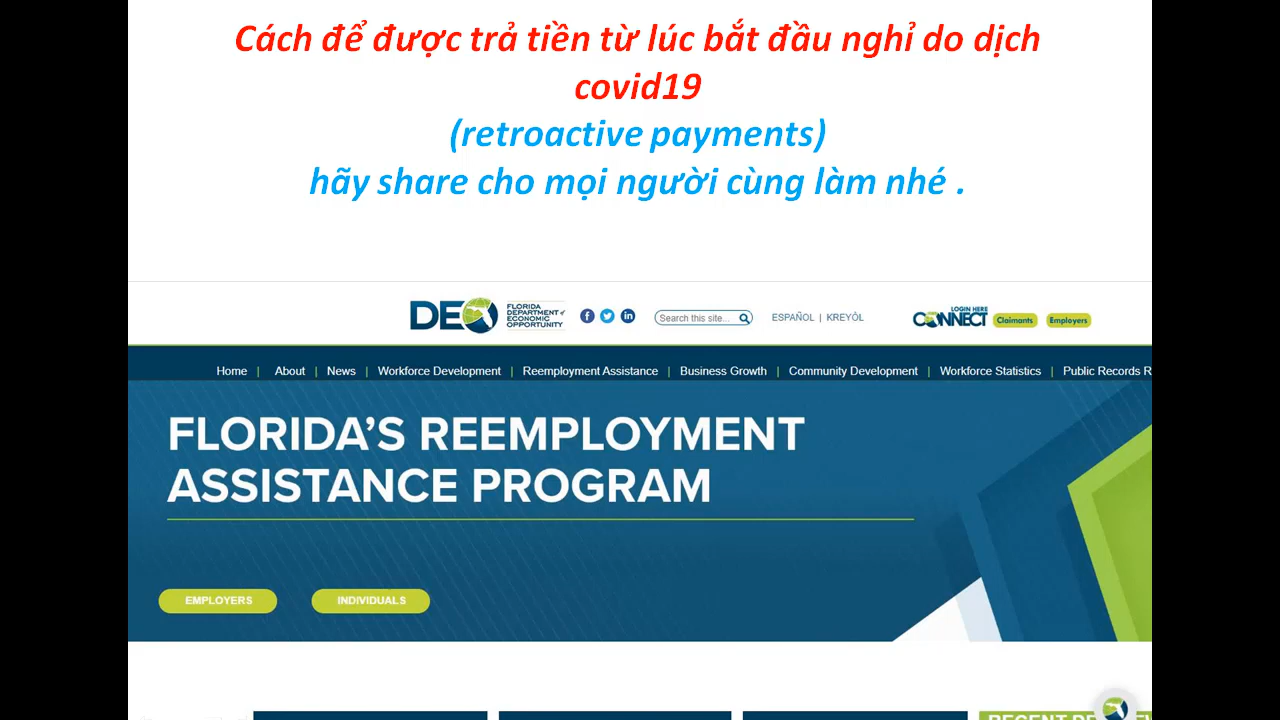 Cách để được trả tiền từ lúc bắt đầu nghỉ do dịch
covid19
(retroactive payments)
hãy share cho mọi người cùng làm nhé .
DEO
FLORIDA
DEPARTMENT of
ECONOMIC
OPPORTUNITY
Search this site...
ESPAÑOL | KREYÒL
LOGIN HERE
CONNECT
Claimants
Employers
Home | About | News | Workforce Development | Reemployment Assistance | Business Growth | Community Development | Workforce Statistics | Public Records R
FLORIDA'S REEMPLOYMENT
ASSISTANCE PROGRAM
EMPLOYERS
INDIVIDUALS